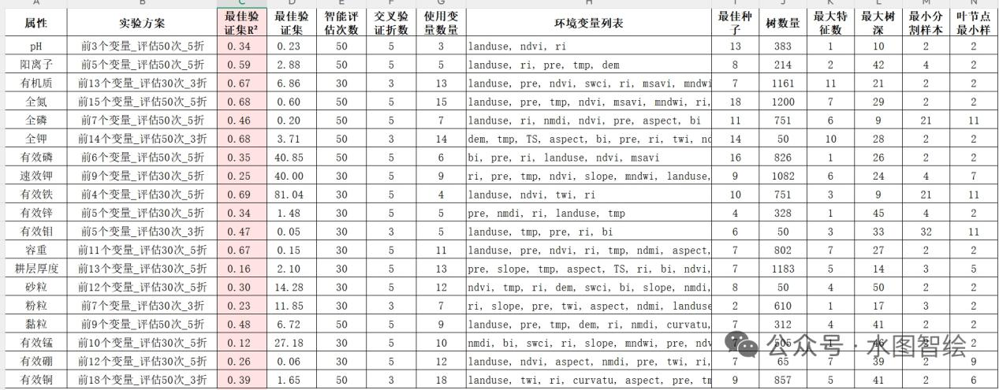 A B C D E F G H I J K L M N
属性 实验方案 最佳验证集R² 最佳验证集 智能评估次数 交叉验证折数 使用变量数量 环境变量列表 最佳种子 树数量 最大特征数 最大树深 最小分割样本 叶节点最小样
pH 前3个变量_评估50次_5折 0.34 0.23 50 5 3 landuse, ndvi, ri 13 383 1 10 2 2
阳离子 前5个变量_评估50次_5折 0.59 2.88 50 5 5 landuse, ri, pre, tmp, dem 8 214 2 42 4 2
有机质 前13个变量_评估30次_3折 0.67 6.86 30 3 13 landuse, pre, ndvi, swci, ri, msavi, mndwi 7 1161 11 21 2 2
全氮 前15个变量_评估50次_5折 0.68 0.60 50 5 15 landuse, pre, tmp, ndvi, msavi, mndwi, ri, 18 1200 7 29 2 2
全磷 前7个变量_评估50次_5折 0.46 0.20 50 5 7 landuse, ri, nmdi, ndvi, pre, aspect, bi 11 751 6 9 21 11
全钾 前14个变量_评估50次_3折 0.68 3.71 50 3 14 dem, tmp, TS, aspect, bi, pre, ri, twi, 14 50 10 28 2 2
有效磷 前6个变量_评估50次_5折 0.35 40.85 50 5 6 bi, pre, ri, landuse, ndvi, msavi 16 826 1 26 2 2
速效钾 前9个变量_评估30次_5折 0.25 40.00 30 5 9 ri, pre, tmp, ndvi, slope, mndwi, landuse, 9 1082 6 24 4 7
有效铁 前4个变量_评估30次_5折 0.69 81.04 30 5 4 landuse, ndvi, twi, ri 10 751 3 9 21 11
有效锌 前5个变量_评估30次_5折 0.34 1.48 30 5 5 pre, nmdi, ri, landuse, tmp 4 328 1 45 4 2
有效钼 前5个变量_评估30次_3折 0.47 0.05 30 3 5 landuse, tmp, pre, ri, bi 6 50 3 33 32 11
容重 前11个变量_评估30次_5折 0.67 0.15 30 5 11 landuse, pre, ndvi, ri, tmp, ndmi, aspect, 7 802 7 27 2 2
耕层厚度 前13个变量_评估30次_5折 0.16 2.10 30 5 13 pre, slope, tmp, aspect, TS, ri, bi, ndvi, 7 1183 5 14 3 5
砂粒 前12个变量_评估30次_5折 0.30 14.28 30 5 12 ndvi, tmp, ri, dem, swci, bi, slope, nmdi, 8 50 4 50 2 2
粉粒 前7个变量_评估30次_3折 0.23 11.85 30 3 7 ri, slope, pre, twi, aspect, ndmi, landuse 2 610 1 17 3 2
黏粒 前9个变量_评估50次_5折 0.48 6.72 50 5 9 landuse, pre, tmp, dem, ri, nmdi, curvatu, 7 312 4 41 2 2
有效锰 前10个变量_评估30次_5折 0.12 27.18 30 5 10 nmdi, bi, swci, ri, slope, mndwi, pre, ndv 7 505 1 46 2
有效硼 前12个变量_评估30次_5折 0.26 0.06 30 5 12 landuse, ndvi, aspect, nmdi, pre, twi, ri, 7 65 7 39 2 9
有效铜 前18个变量_评估30次_3折 0.39 1.65 50 3 18 landuse, twi, ri, curvatu, aspect, pre, tm 9 857 5 41 2 6
公众号·水图智绘